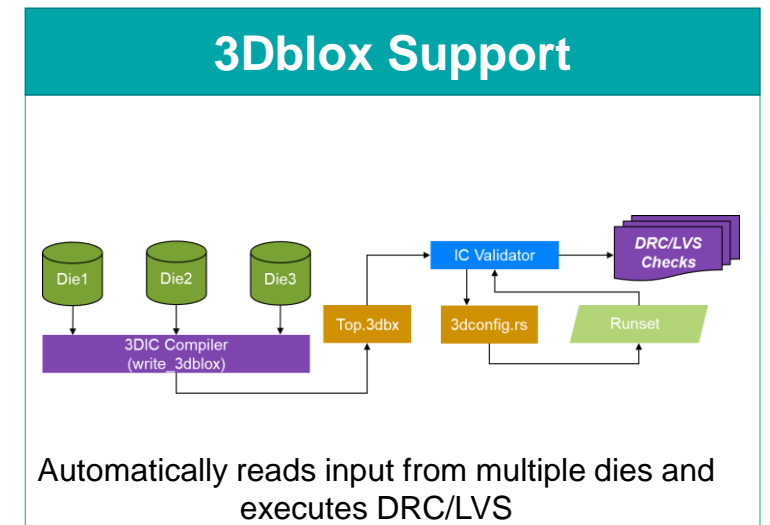 3Dblox Support
Die1
Die2
Die3
3DIC Compiler
(write_3dblox)
Top.3dbx
IC Validator
3dconfig.rs
DRC/LVS
Checks
Runset
Automatically reads input from multiple dies and
executes DRC/LVS